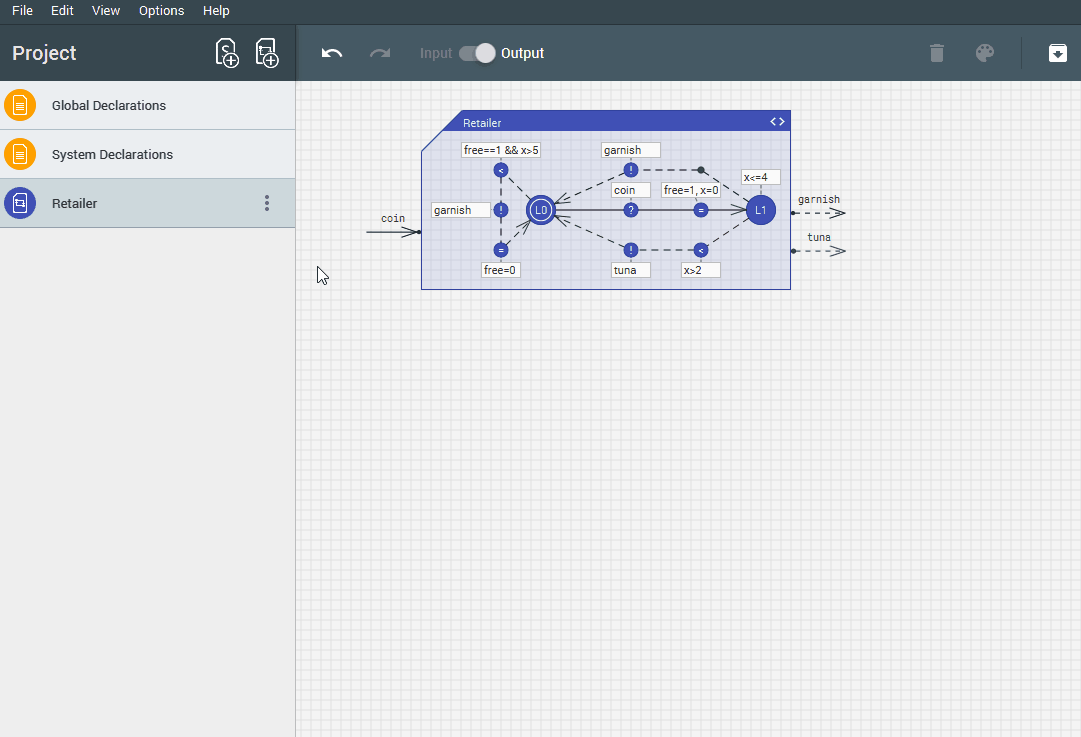 File Edit View Options Help
Project
Input Output
Global Declarations
System Declarations
Retailer
Retailer <>
free==1 && x>5
garnish
<
!
x<=4
coin
free=1, x=0
garnish
coin
garnish
!
L0
?
=
L1
tuna
=
!
<
free=0
tuna
x>2